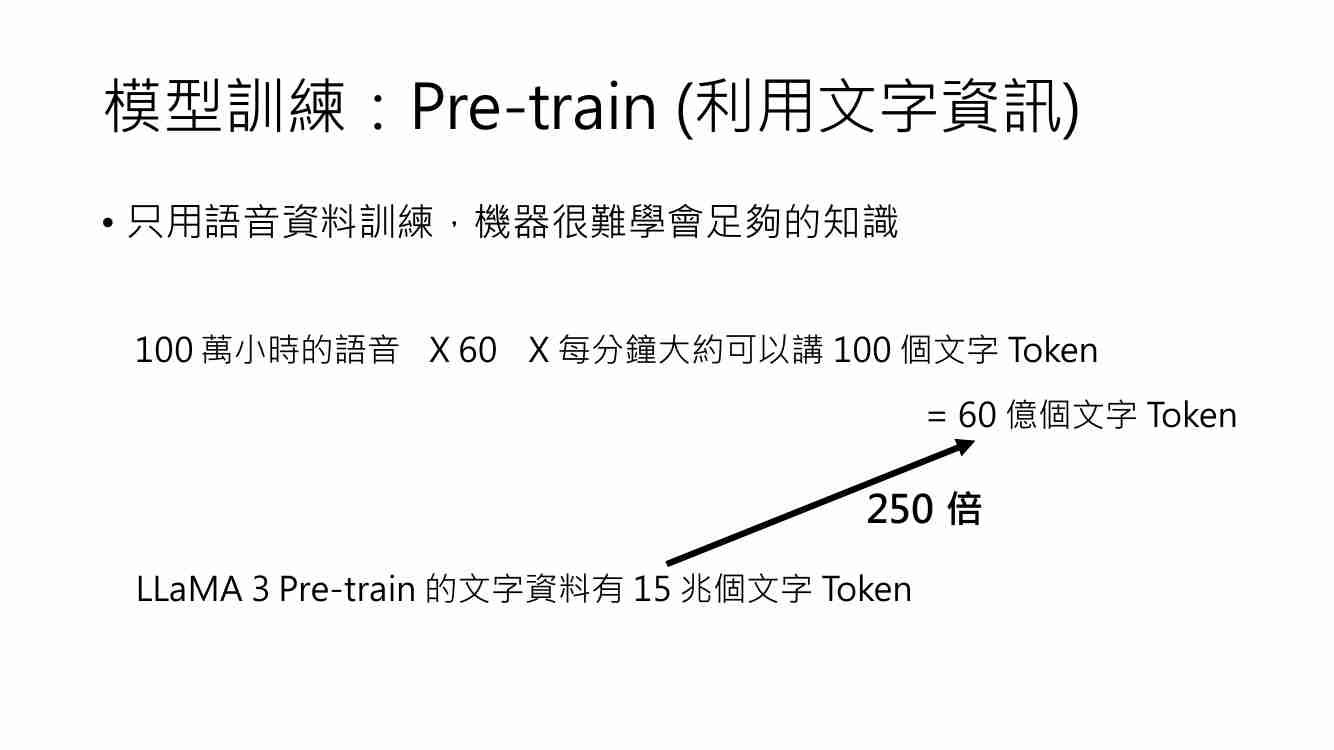 模型訓練：Pre-train (利用文字資訊)
• 只用語音資料訓練，機器很難學會足夠的知識
100 萬小時的語音 X 60 X 每分鐘大約可以講 100 個文字 Token
= 60 億個文字 Token
250 倍
LLaMA 3 Pre-train 的文字資料有 15 兆個文字 Token